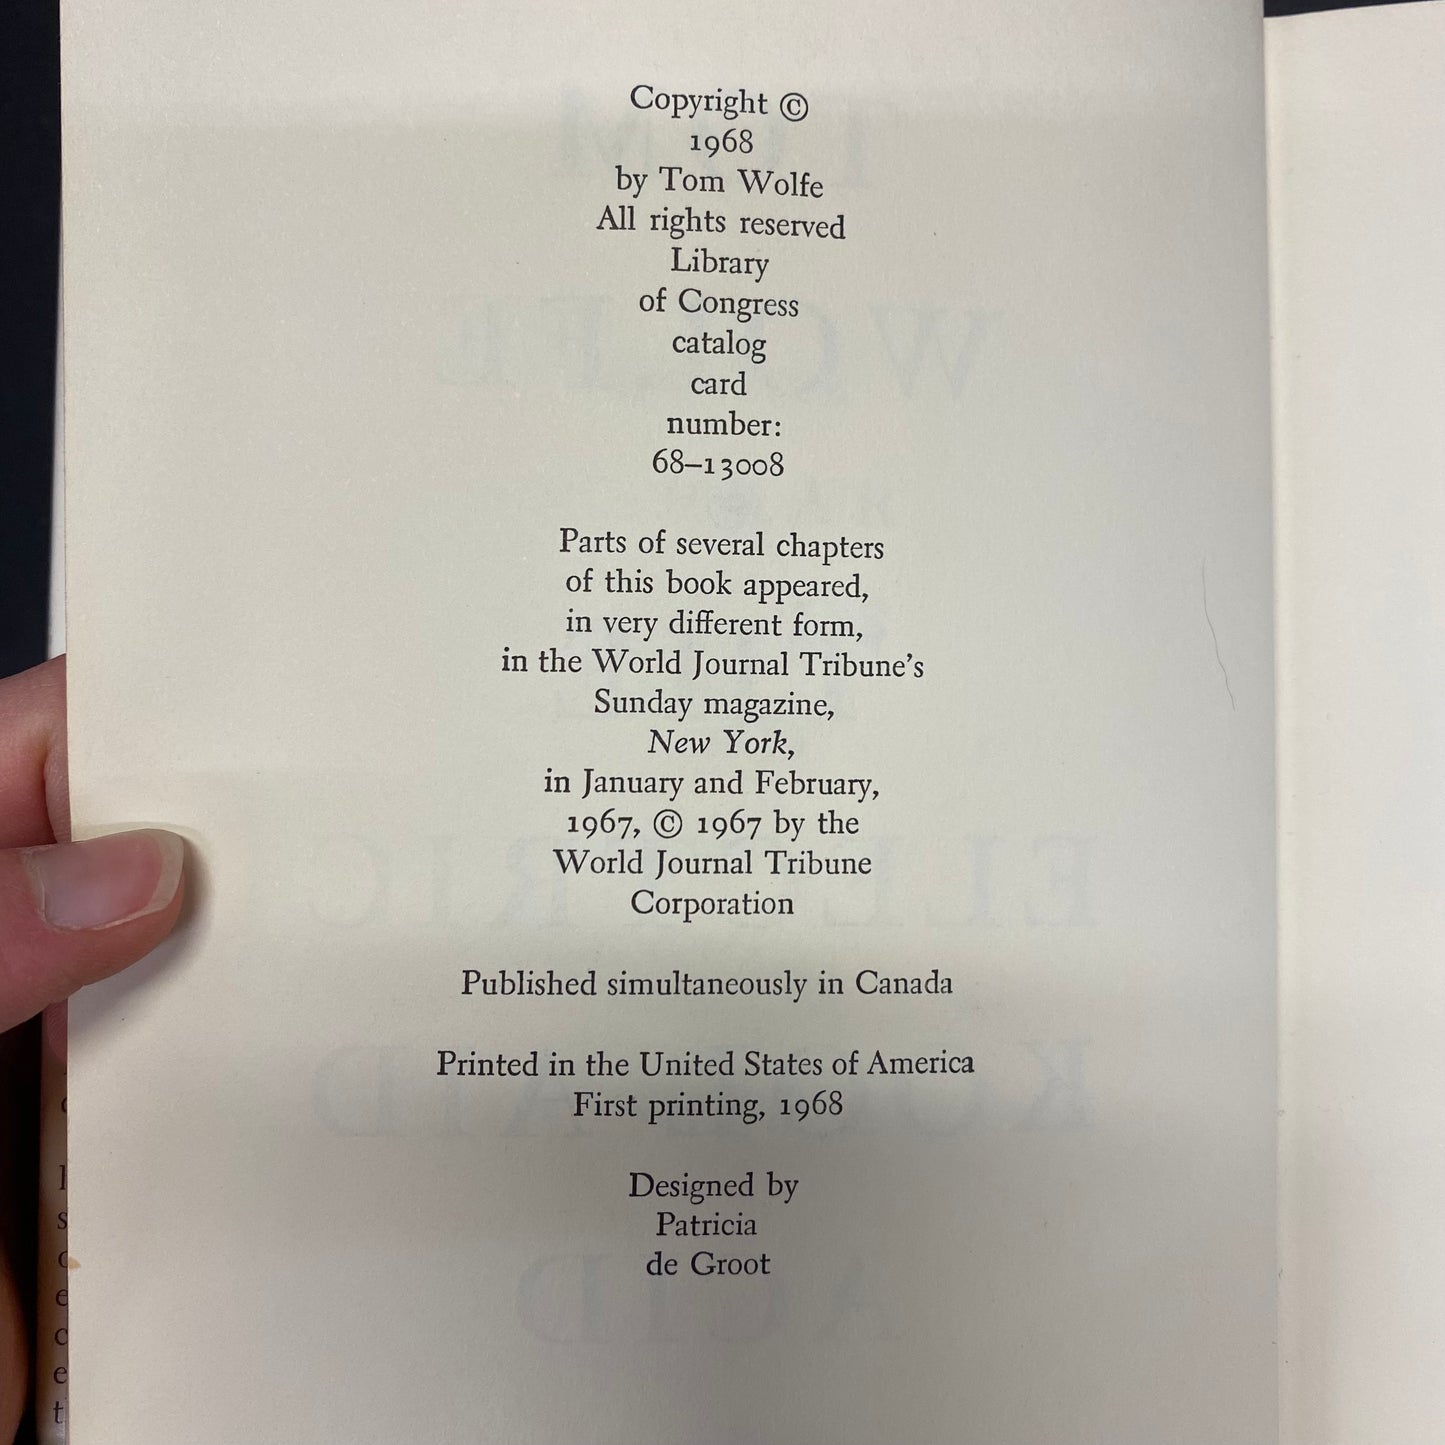 Copyright ©
1968
by Tom Wolfe
All rights reserved
Library
of Congress
catalog
card
number:
68–13008
Parts of several chapters
of this book appeared,
in very different form,
in the World Journal Tribune's
Sunday magazine,
New York,
in January and February,
1967, © 1967 by the
World Journal Tribune
Corporation
Published simultaneously in Canada
Printed in the United States of America
First printing, 1968
Designed by
Patricia
de Groot